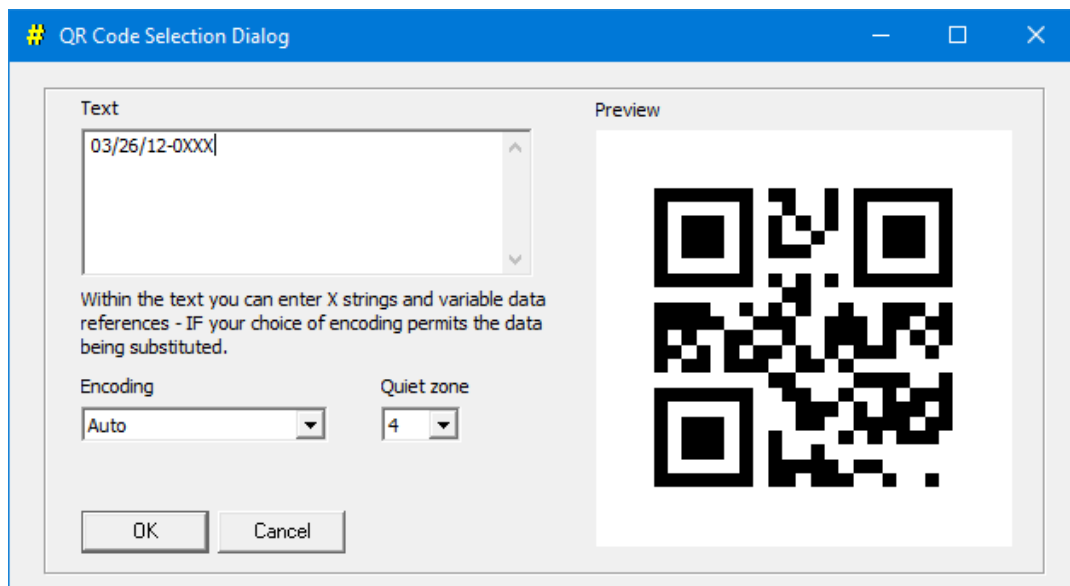 QR Code Selection Dialog
Text
Preview
03/26/12-0XXX
Within the text you can enter X strings and variable data
references - IF your choice of encoding permits the data
being substituted.
Encoding
Quiet zone
Auto
4
OK
Cancel